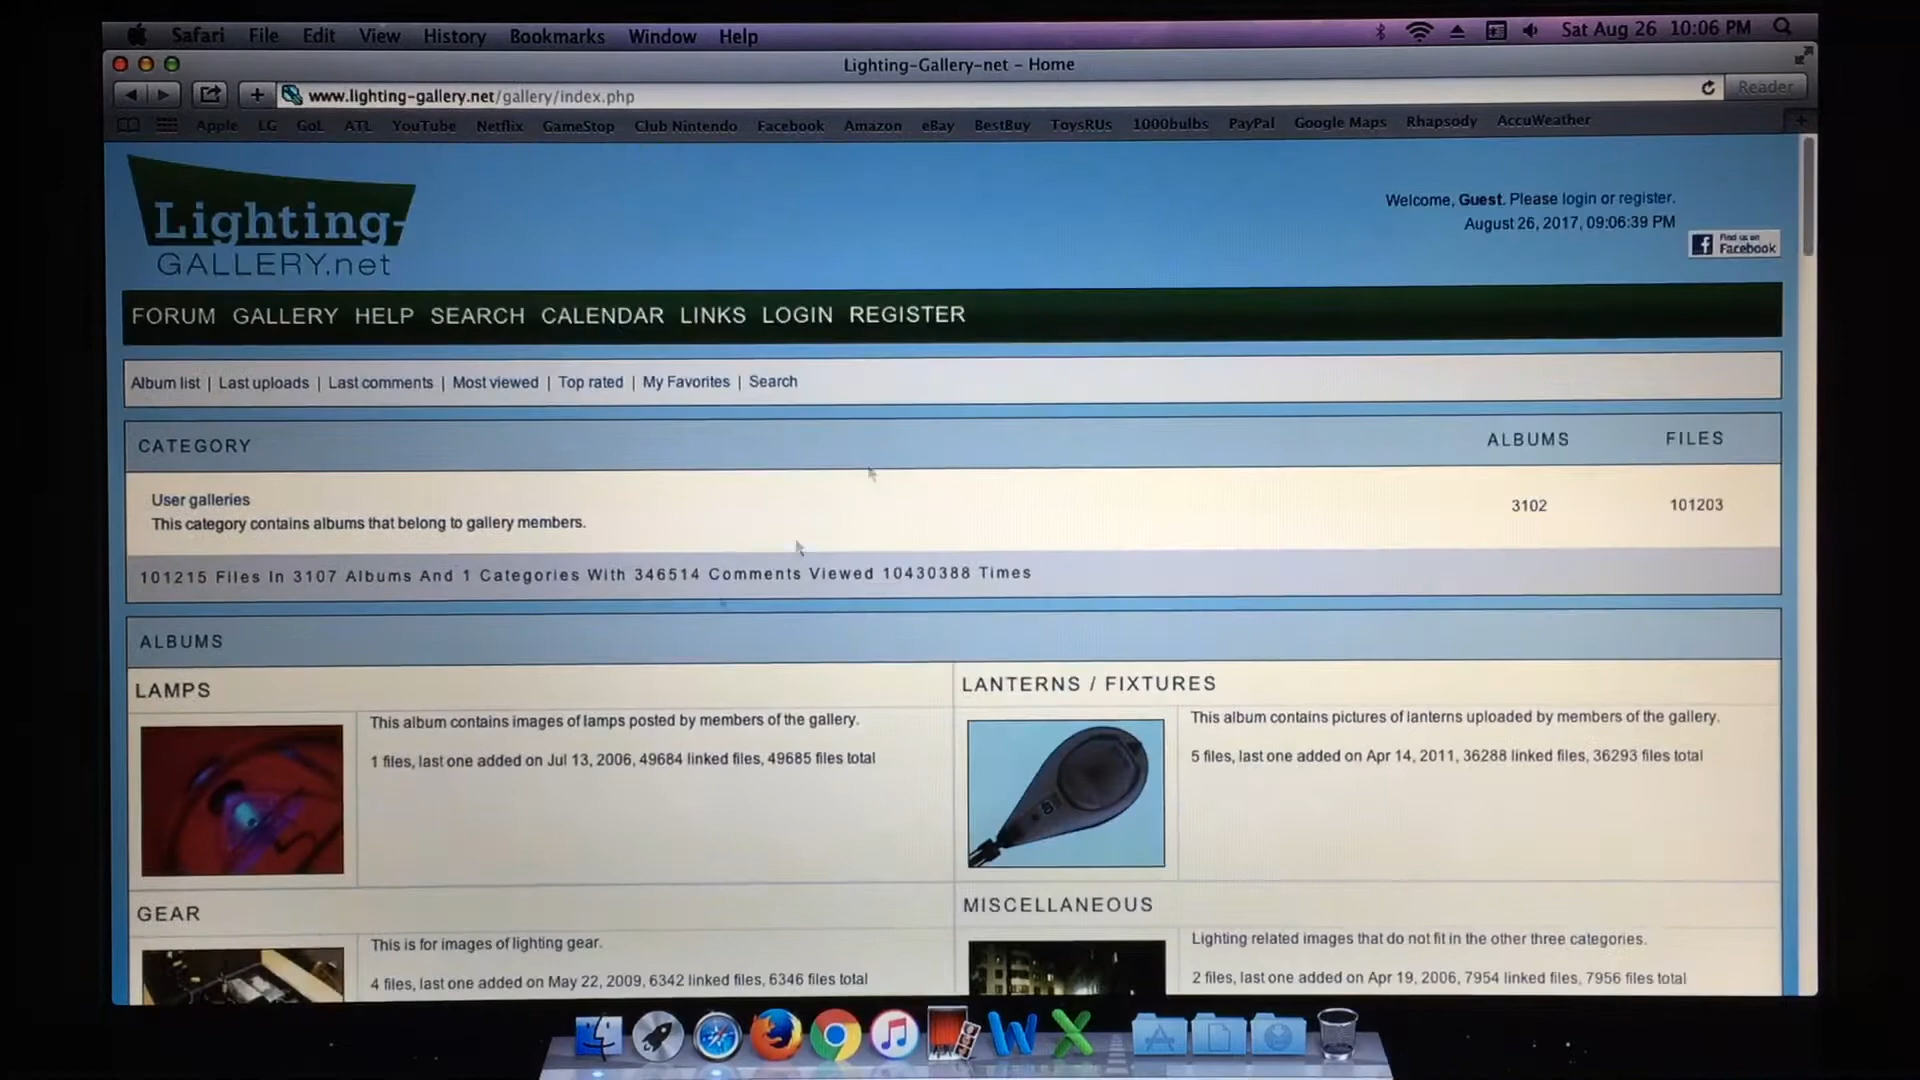 Safari File Edit View History Bookmarks Window Help Sat Aug 26 10:06 PM
Lighting-Gallery-net – Home
www.lighting-gallery.net/gallery/index.php Reader
Apple LG GoL ATL YouTube Netflix GameStop Club Nintendo Facebook Amazon eBay BestBuy ToysRUs 1000bulbs PayPal Google Maps Rhapsody AccuWeather
Lighting-
GALLERY.net
Welcome, Guest. Please login or register.
August 26, 2017, 09:06:39 PM
Find us on
Facebook
FORUM GALLERY HELP SEARCH CALENDAR LINKS LOGIN REGISTER
Album list | Last uploads | Last comments | Most viewed | Top rated | My Favorites | Search
CATEGORY ALBUMS FILES
User galleries
This category contains albums that belong to gallery members. 3102 101203
101215 Files In 3107 Albums And 1 Categories With 346514 Comments Viewed 10430388 Times
ALBUMS
LAMPS
This album contains images of lamps posted by members of the gallery.
1 files, last one added on Jul 13, 2006, 49684 linked files, 49685 files total
LANTERNS / FIXTURES
This album contains pictures of lanterns uploaded by members of the gallery.
5 files, last one added on Apr 14, 2011, 36288 linked files, 36293 files total
GEAR
This is for images of lighting gear.
4 files, last one added on May 22, 2009, 6342 linked files, 6346 files total
MISCELLANEOUS
Lighting related images that do not fit in the other three categories.
2 files, last one added on Apr 19, 2006, 7954 linked files, 7956 files total